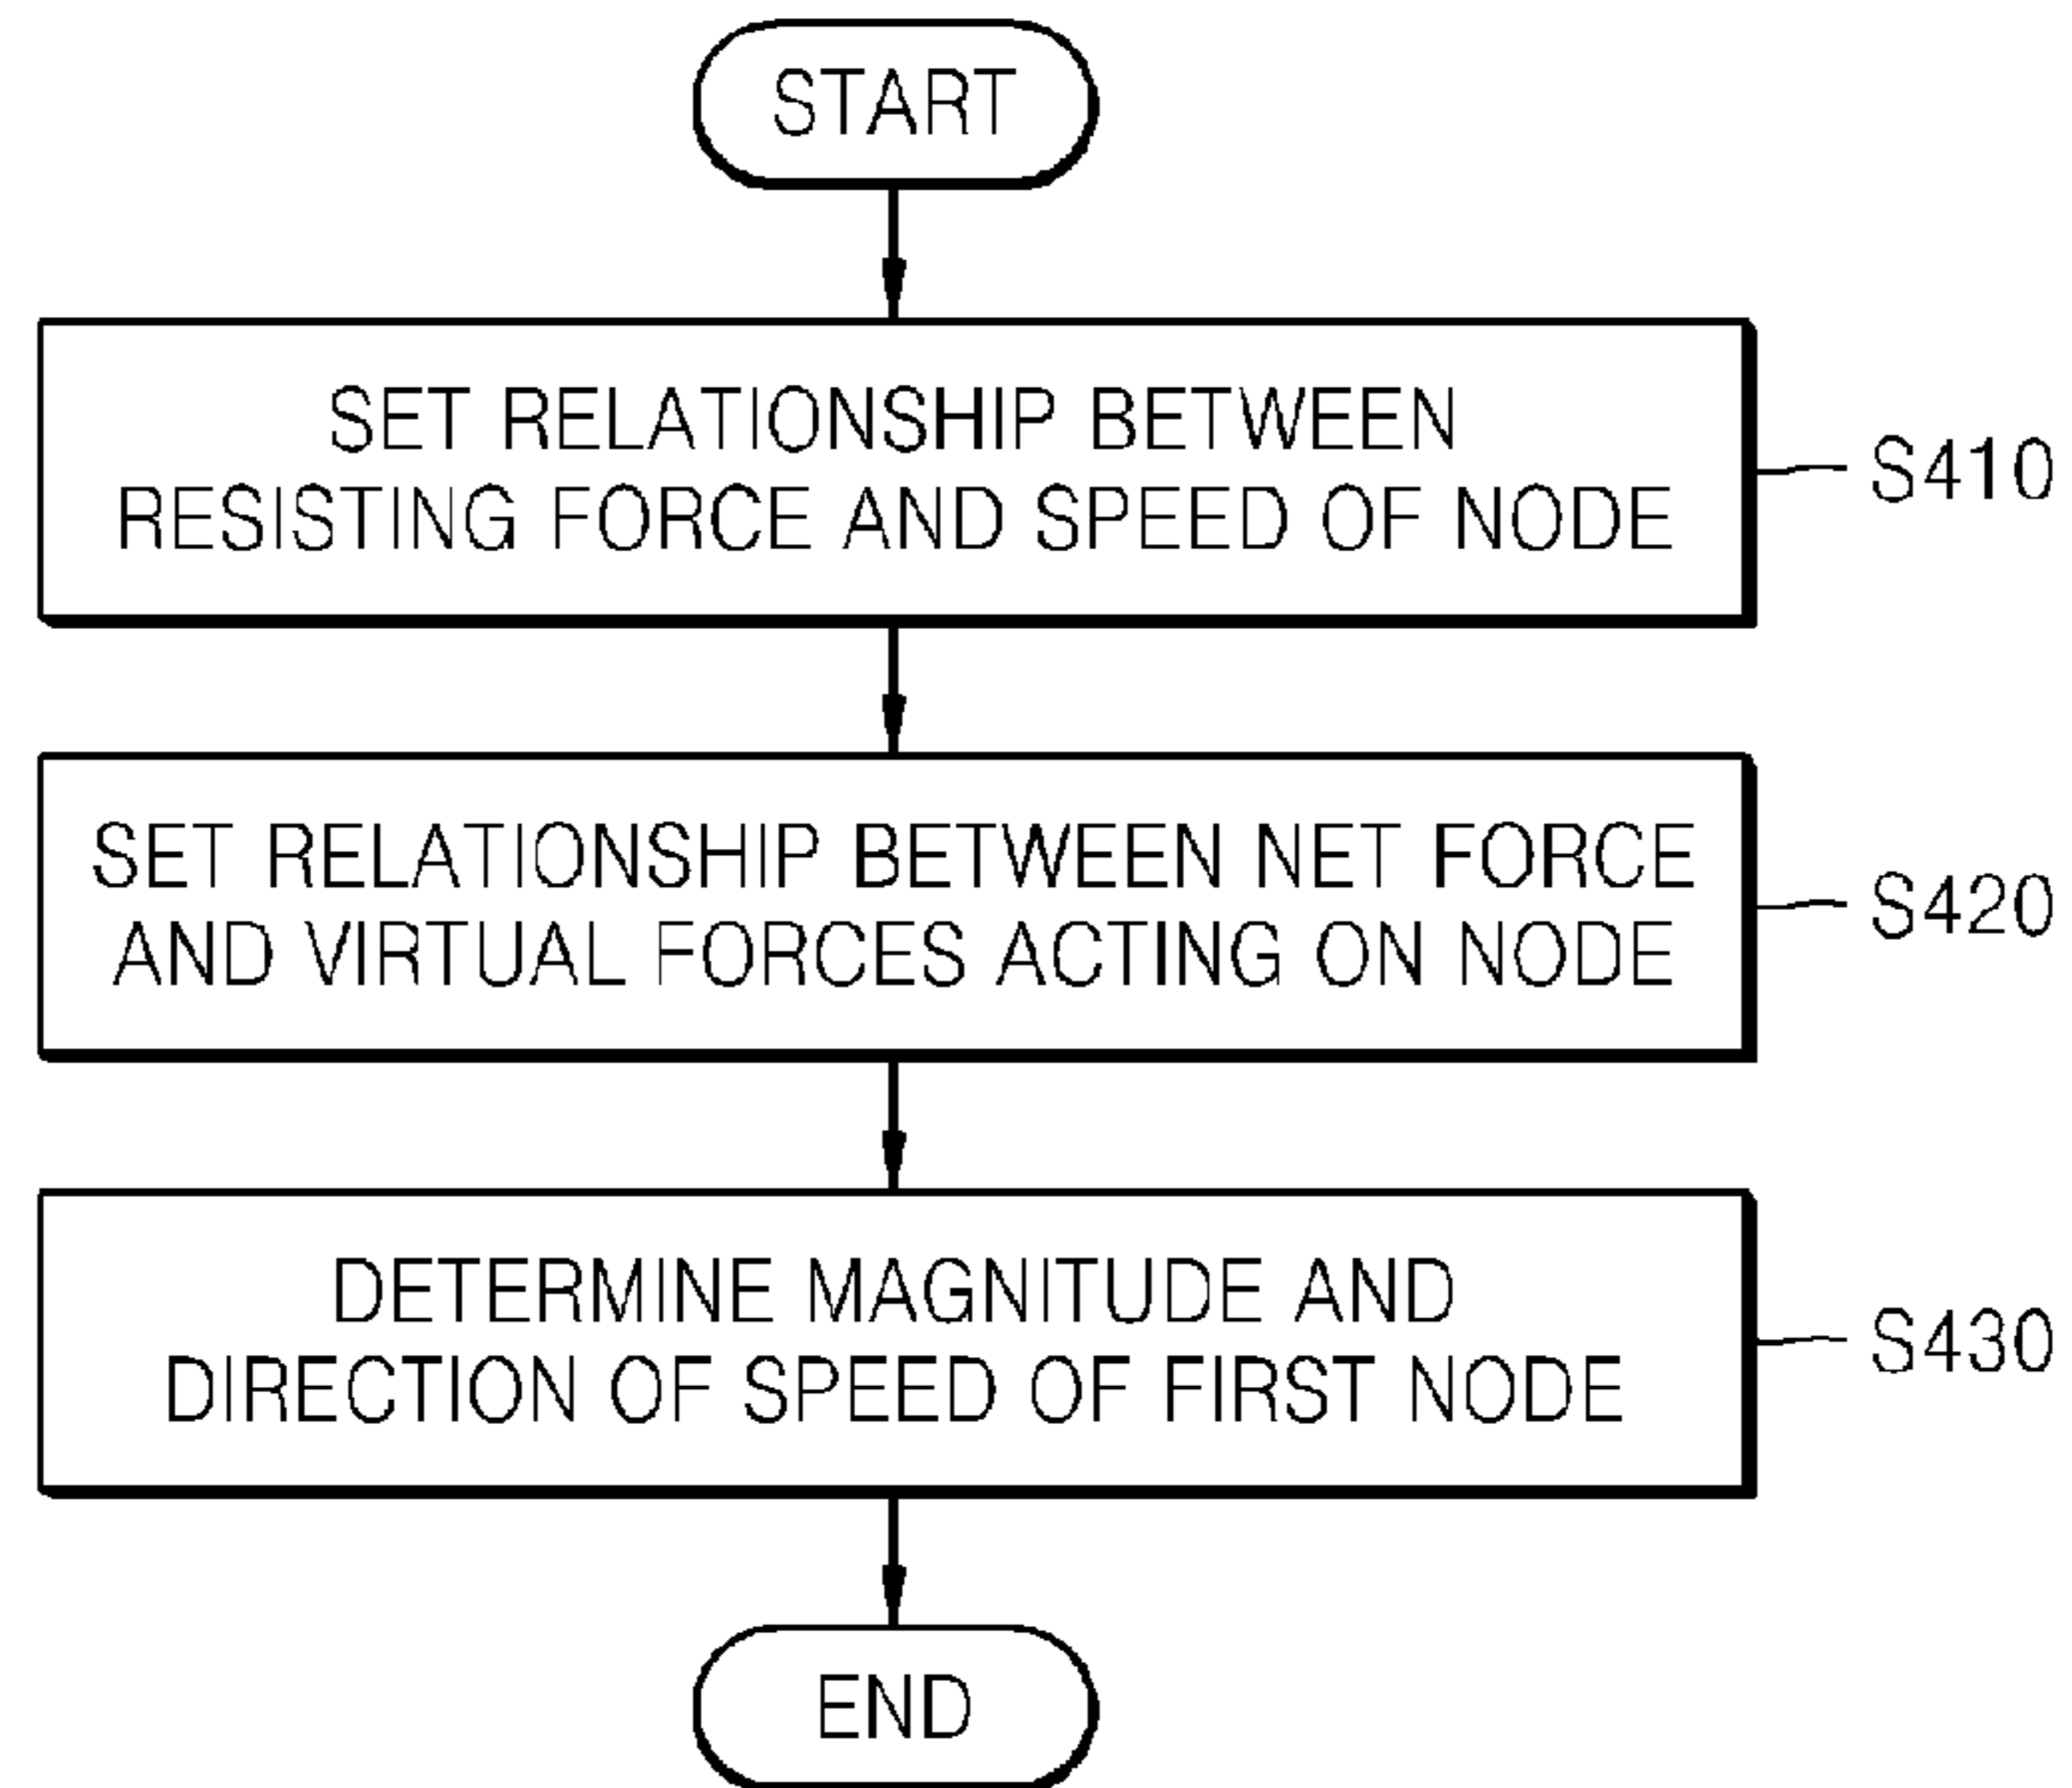 START
SET RELATIONSHIP BETWEEN
RESISTING FORCE AND SPEED OF NODE
S410
SET RELATIONSHIP BETWEEN NET FORCE
AND VIRTUAL FORCES ACTING ON NODE
S420
DETERMINE MAGNITUDE AND
DIRECTION OF SPEED OF FIRST NODE
S430
END